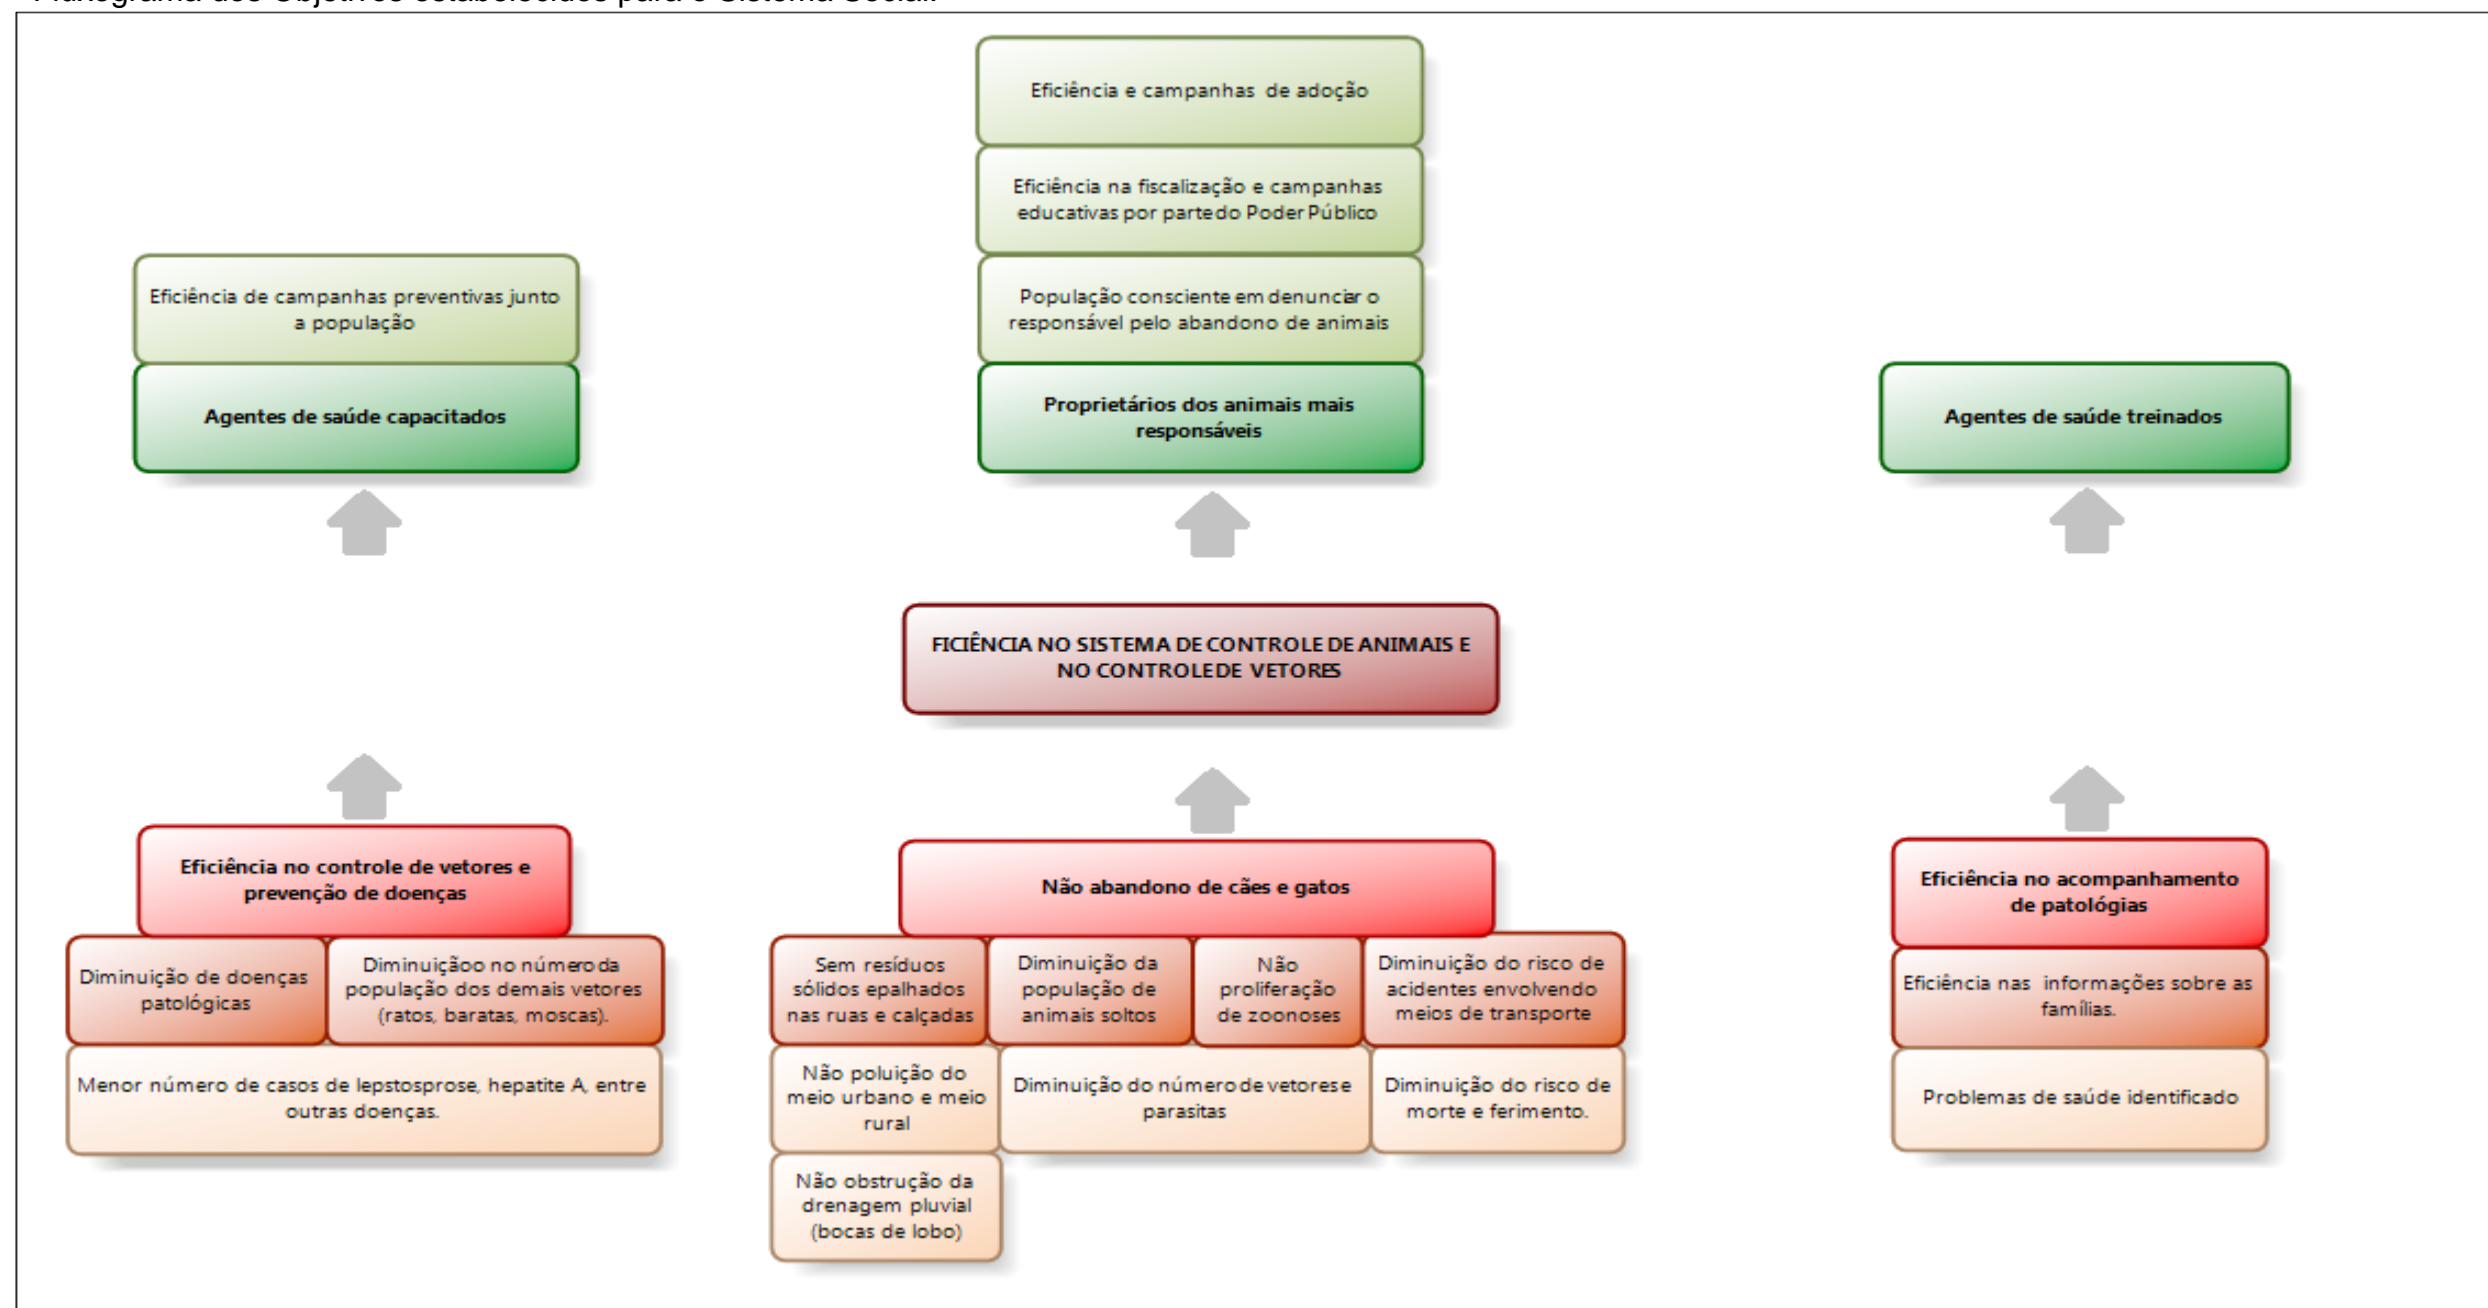 Fluxograma dos Objetivos estabelecidos para o Sistema Social.
Eficiência e campanhas de adoção
Eficiência na fiscalização e campanhas
educativas por parte do Poder Público
Eficiência de campanhas preventivas junto
a população
População consciente em denunciar o
responsável pelo abandono de animais
Agentes de saúde capacitados
Proprietários dos animais mais
responsáveis
Agentes de saúde treinados
FICIÊNCIA NO SISTEMA DE CONTROLE DE ANIMAIS E
NO CONTROLE DE VETORES
Eficiência no controle de vetores e
prevenção de doenças
Diminuição de doenças
patológicas
Diminuiçãoo no número da
população dos demais vetores
(ratos, baratas, moscas).
Menor número de casos de lepstosprose, hepatite A, entre
outras doenças.
Não abandono de cães e gatos
Sem resíduos
sólidos epalhados
nas ruas e calçadas
Diminuição da
população de
animais soltos
Não
proliferação
de zoonoses
Diminuição do risco de
acidentes envolvendo
meios de transporte
Não poluição do
meio urbano e meio
rural
Diminuição do número de vetores e
parasitas
Diminuição do risco de
morte e ferimento.
Não obstrução da
drenagem pluvial
(bocas de lobo)
Eficiência no acompanhamento
de patológias
Eficiência nas informações sobre as
famílias.
Problemas de saúde identificado